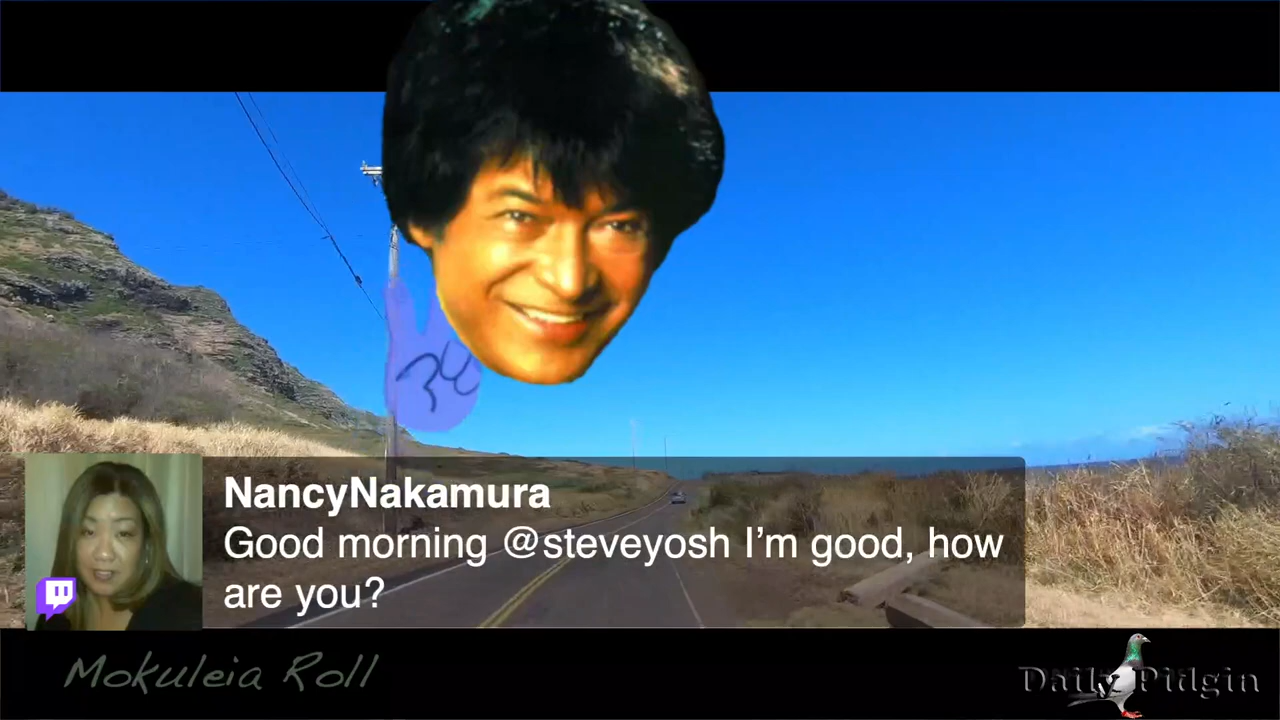 NancyNakamura
Good morning @steveyosh I'm good, how
are you?
Mokuleia Roll
Daily Pidgin